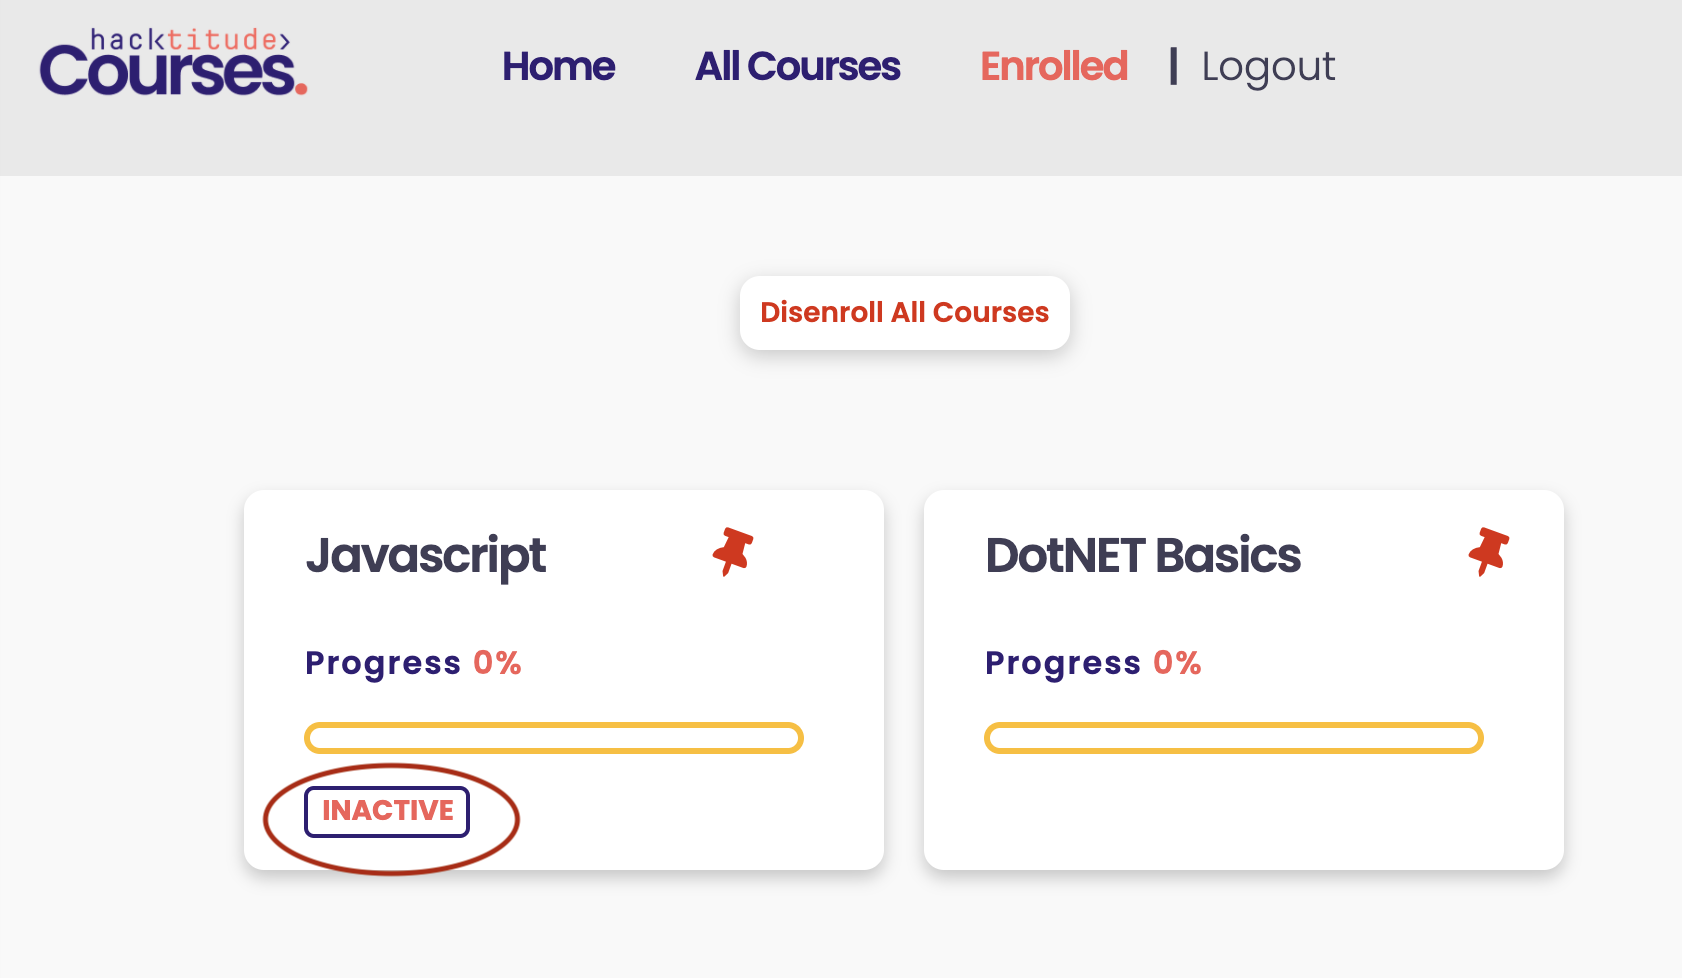 hack<titude>
Courses.
Home All Courses Enrolled | Logout
Disenroll All Courses
Javascript
Progress 0%
INACTIVE
DotNET Basics
Progress 0%